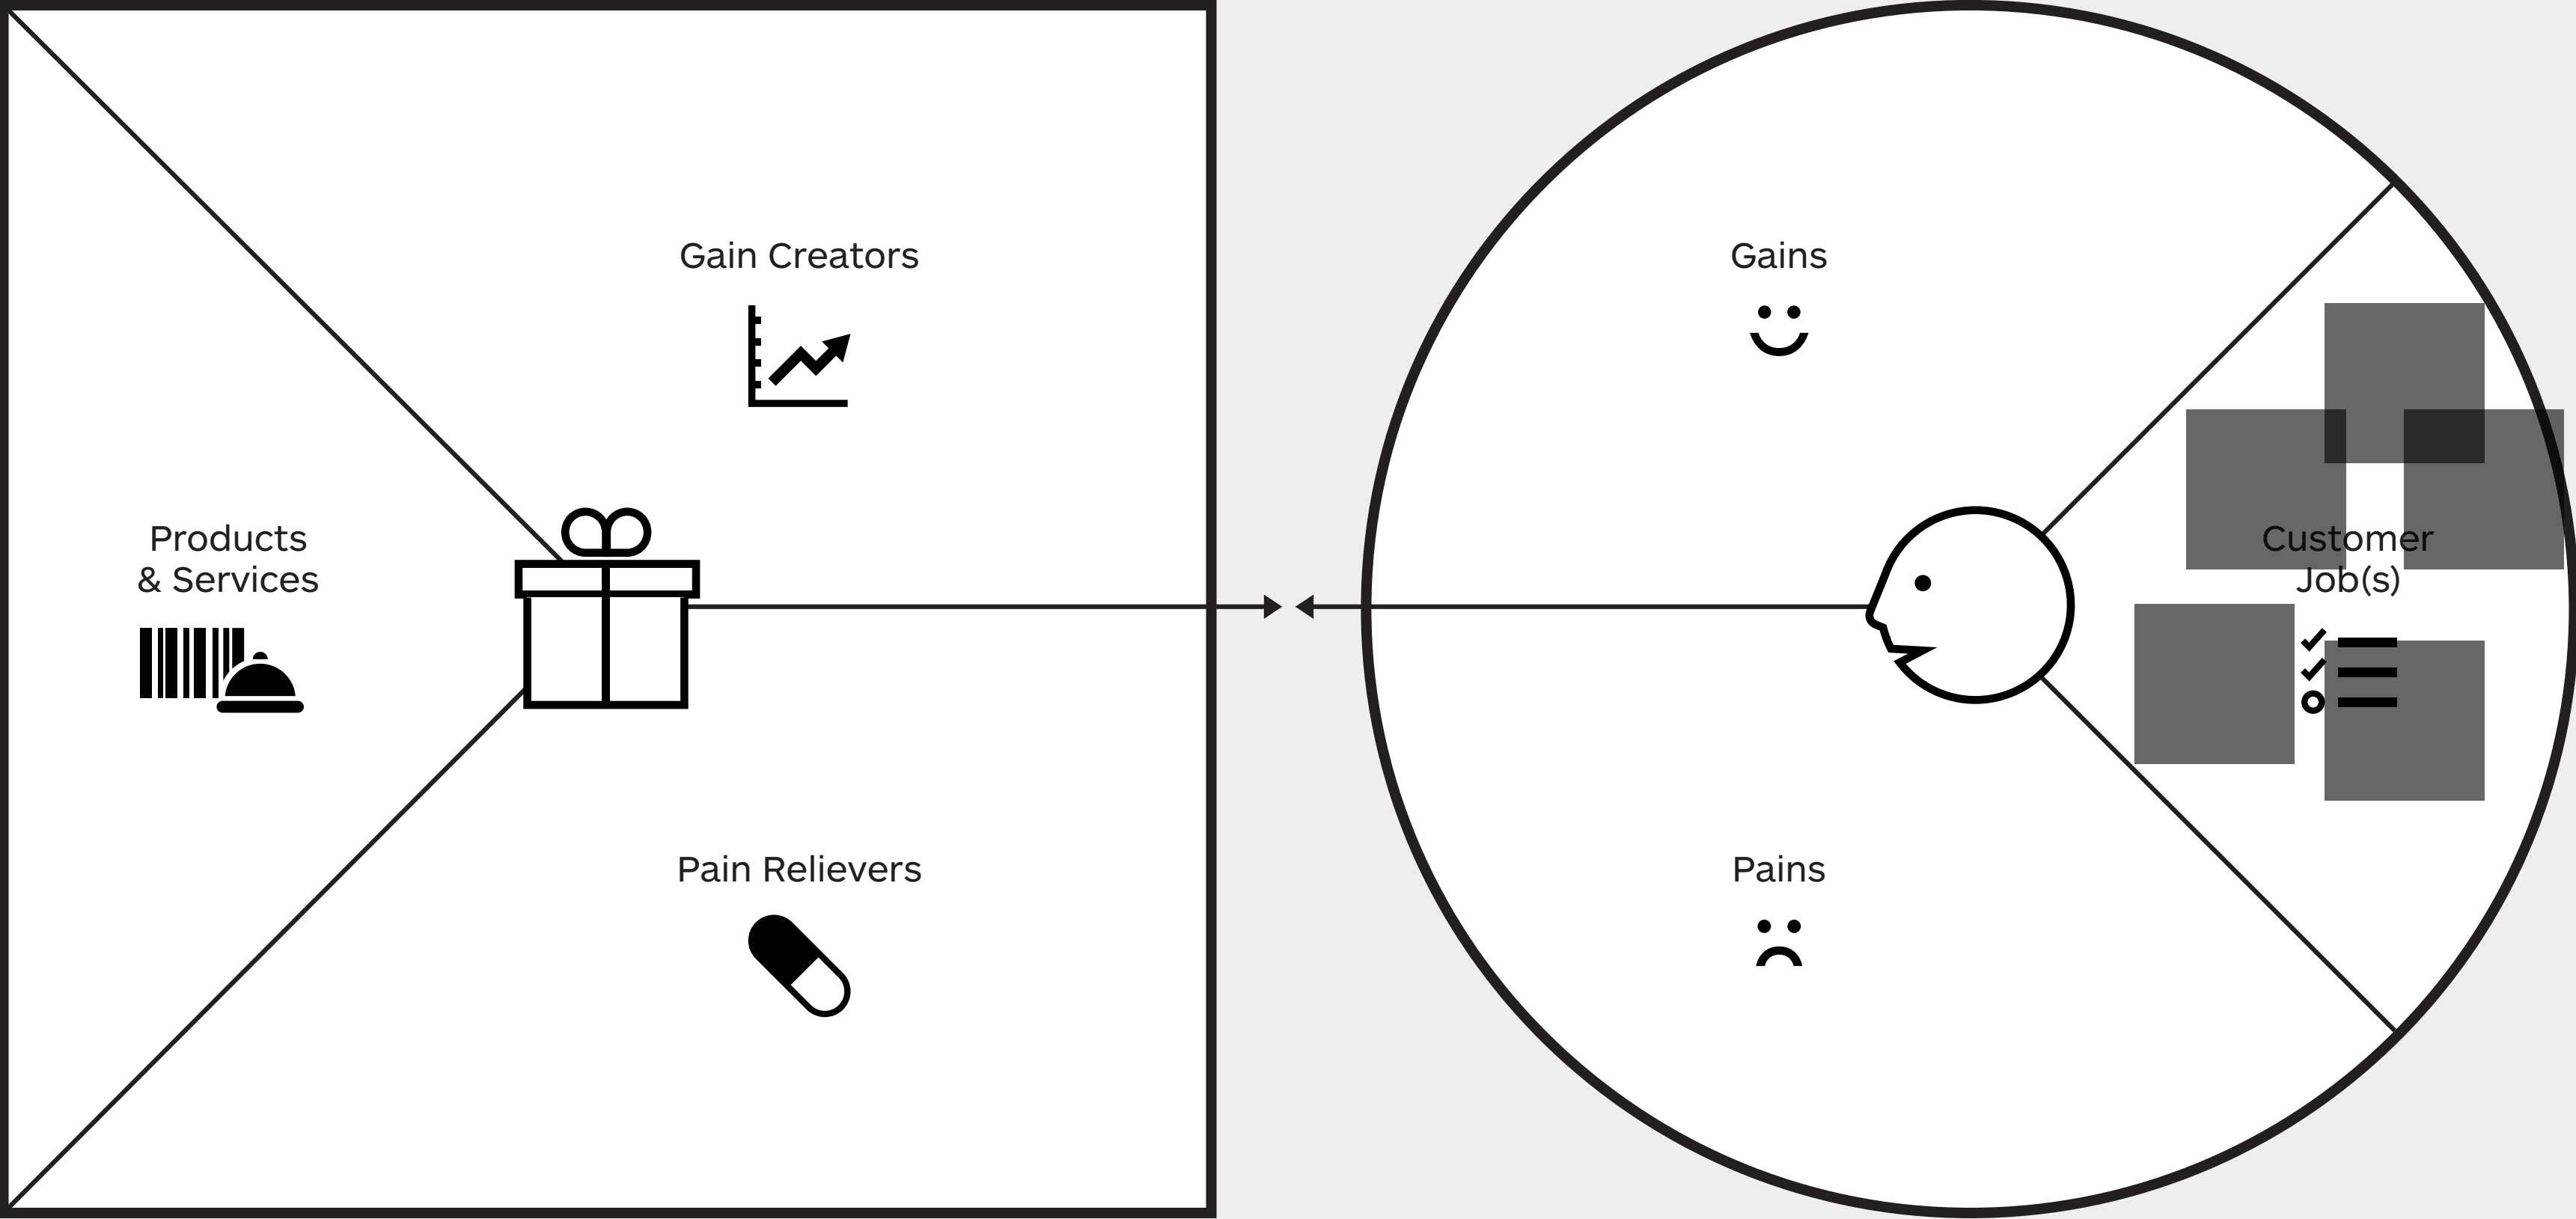 Gain Creators
Gains
Products
& Services
Customer
Job(s)
Pain Relievers
Pains